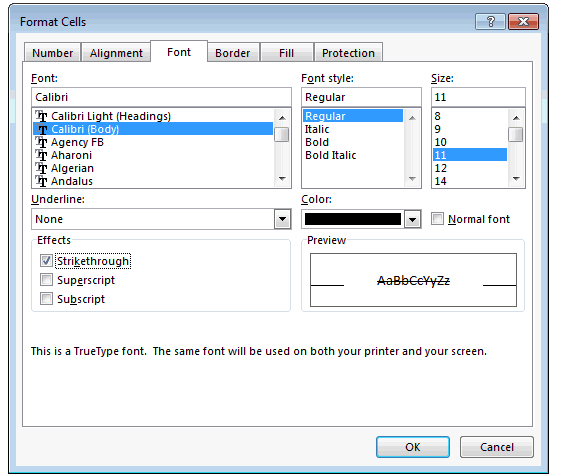 Format Cells
?
Number Alignment Font Border Fill Protection
Font: Font style: Size:
Calibri Regular 11
Calibri Light (Headings) Regular 8
Calibri (Body) Italic 9
Agency FB Bold 10
Aharoni Bold Italic 11
Algerian 12
Andalus 14
Underline: Color:
None Normal font
Effects Preview
Strikethrough AaBbCcYyZz
Superscript
Subscript
This is a TrueType font. The same font will be used on both your printer and your screen.
OK Cancel